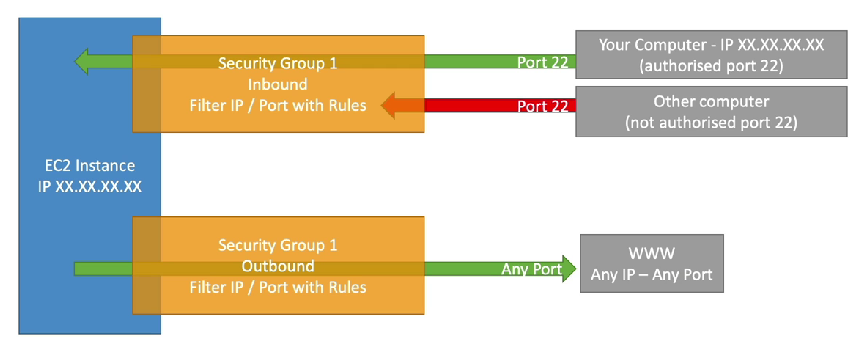 Security Group 1
Inbound
Filter IP / Port with Rules
Port 22
Your Computer - IP XX.XX.XX.XX
(authorised port 22)
Port 22
Other computer
(not authorised port 22)
EC2 Instance
IP XX.XX.XX.XX
Security Group 1
Outbound
Filter IP / Port with Rules
Any Port
WWW
Any IP – Any Port